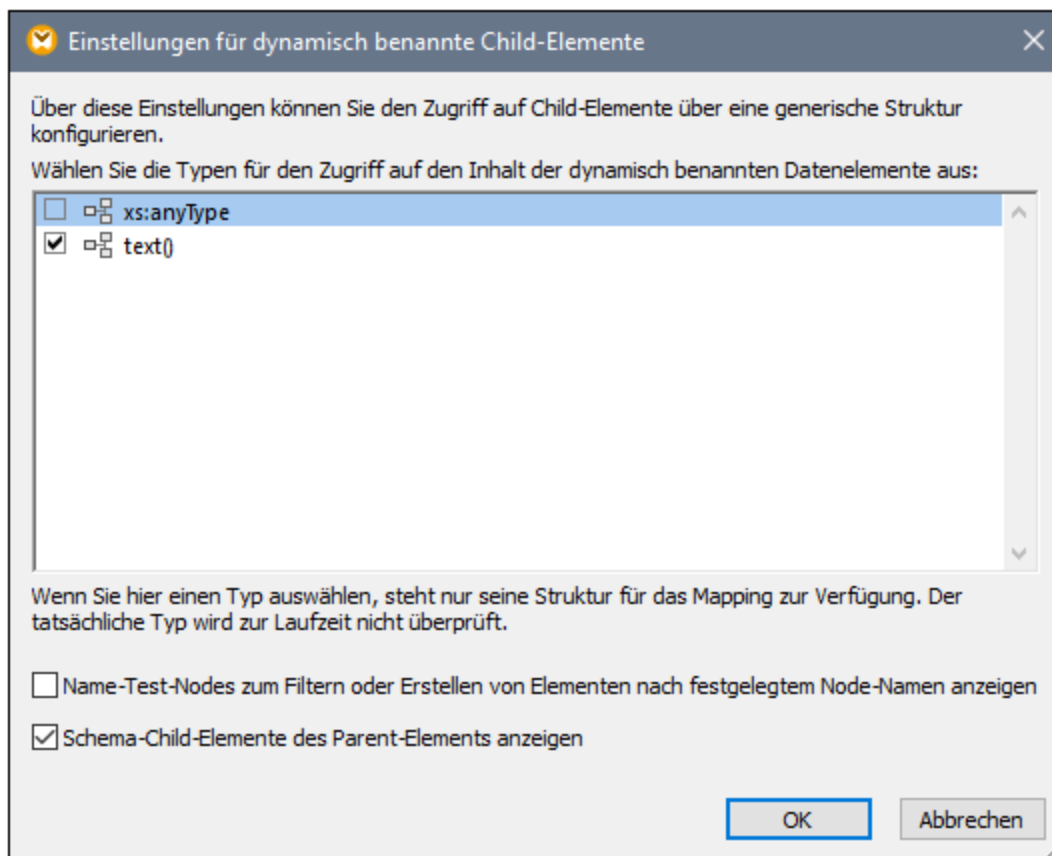 Einstellungen für dynamisch benannte Child-Elemente
Über diese Einstellungen können Sie den Zugriff auf Child-Elemente über eine generische Struktur
konfigurieren.
Wählen Sie die Typen für den Zugriff auf den Inhalt der dynamisch benannten Datenelemente aus:
xs:anyType
text()
Wenn Sie hier einen Typ auswählen, steht nur seine Struktur für das Mapping zur Verfügung. Der
tatsächliche Typ wird zur Laufzeit nicht überprüft.
Name-Test-Nodes zum Filtern oder Erstellen von Elementen nach festgelegtem Node-Namen anzeigen
Schema-Child-Elemente des Parent-Elements anzeigen
OK Abbrechen